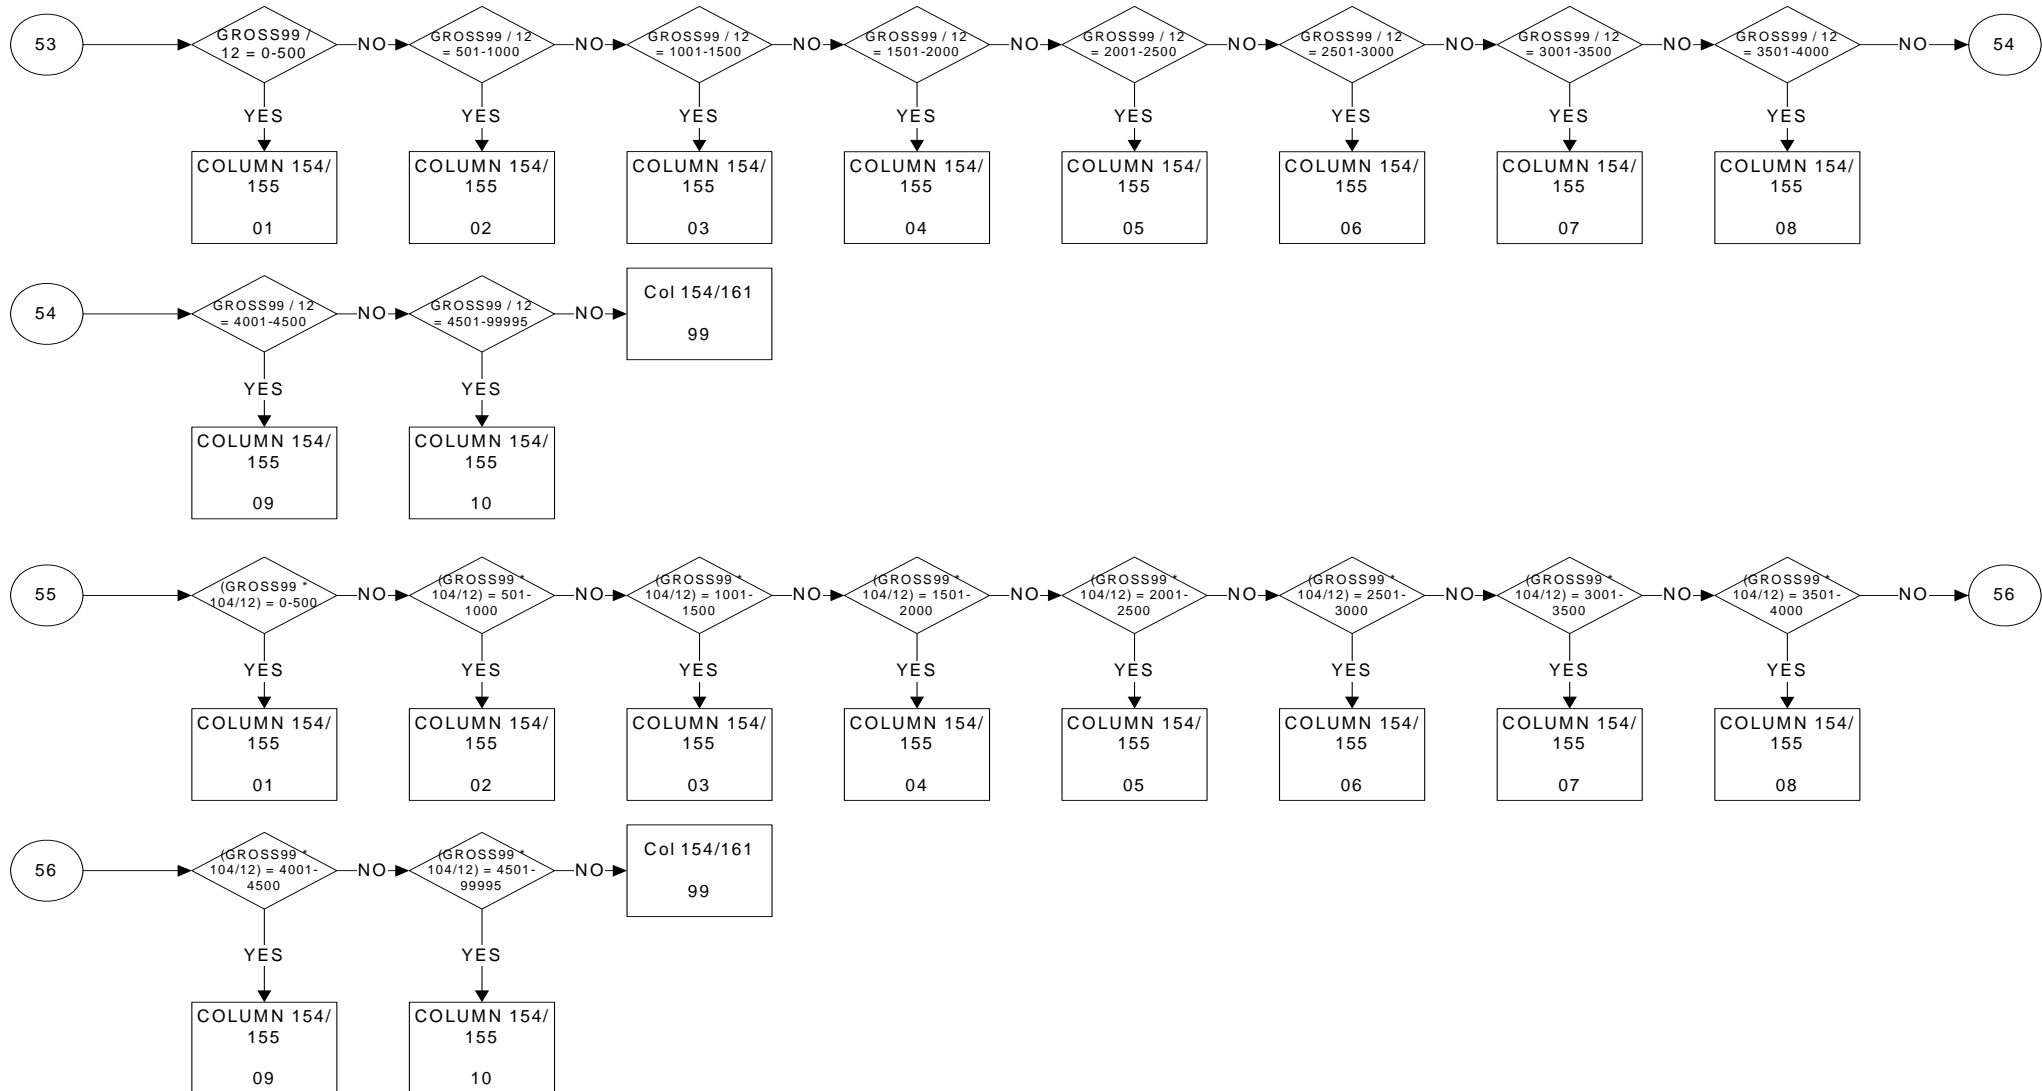 53
GROSS99 /
12 = 0-500
NO
GROSS99 / 12
= 501-1000
NO
GROSS99 / 12
= 1001-1500
NO
GROSS99 / 12
= 1501-2000
NO
GROSS99 / 12
= 2001-2500
NO
GROSS99 / 12
= 2501-3000
NO
GROSS99 / 12
= 3001-3500
NO
GROSS99 / 12
= 3501-4000
NO
54
YES
YES
YES
YES
YES
YES
YES
YES
COLUMN 154/
155
01
COLUMN 154/
155
02
COLUMN 154/
155
03
COLUMN 154/
155
04
COLUMN 154/
155
05
COLUMN 154/
155
06
COLUMN 154/
155
07
COLUMN 154/
155
08
54
GROSS99 / 12
= 4001-4500
NO
GROSS99 / 12
= 4501-99995
NO
Col 154/161
99
YES
YES
COLUMN 154/
155
09
COLUMN 154/
155
10
55
(GROSS99 *
104/12) = 0-500
NO
(GROSS99 *
104/12) = 501-
1000
NO
(GROSS99 *
104/12) = 1001-
1500
NO
(GROSS99 *
104/12) = 1501-
2000
NO
(GROSS99 *
104/12) = 2001-
2500
NO
(GROSS99 *
104/12) = 2501-
3000
NO
(GROSS99 *
104/12) = 3001-
3500
NO
(GROSS99 *
104/12) = 3501-
4000
NO
56
YES
YES
YES
YES
YES
YES
YES
YES
COLUMN 154/
155
01
COLUMN 154/
155
02
COLUMN 154/
155
03
COLUMN 154/
155
04
COLUMN 154/
155
05
COLUMN 154/
155
06
COLUMN 154/
155
07
COLUMN 154/
155
08
56
(GROSS99 *
104/12) = 4001-
4500
NO
(GROSS99 *
104/12) = 4501-
99995
NO
Col 154/161
99
YES
YES
COLUMN 154/
155
09
COLUMN 154/
155
10